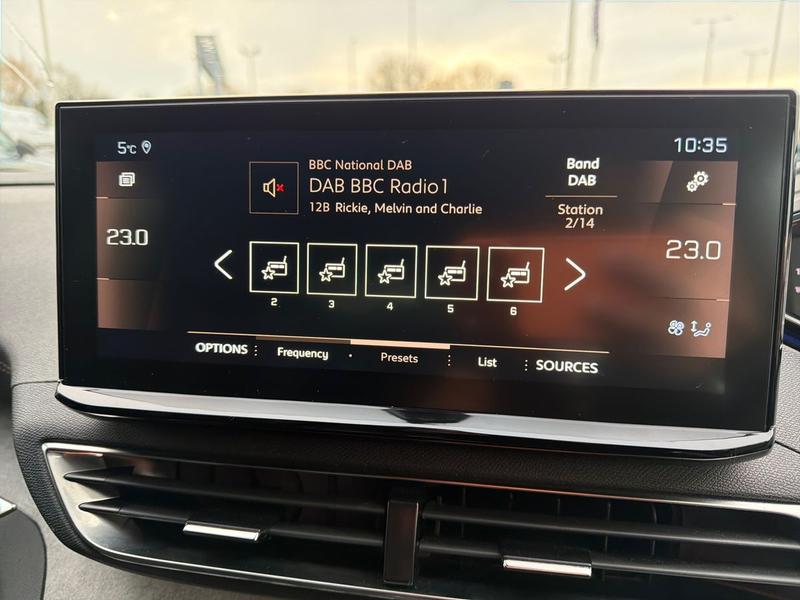 5°C
10:35
BBC National DAB
DAB BBC Radio 1
12B Rickie, Melvin and Charlie
Band
DAB
Station
2/14
23.0
23.0
2 3 4 5 6
OPTIONS Frequency Presets List SOURCES